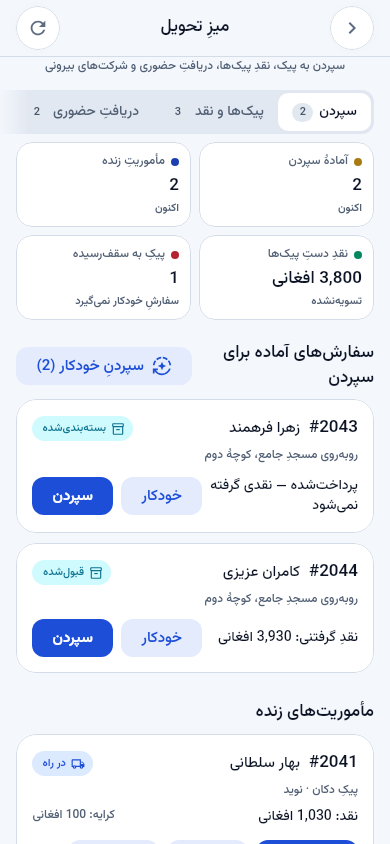 میزِ تحویل
سپردن به پیک، نقدِ پیک‌ها، دریافتِ حضوری و شرکت‌های بیرونی
سپردن 2 پیک‌ها و نقد 3 دریافتِ حضوری 2
آمادهٔ سپردن
2
اکنون
مأموریتِ زنده
2
اکنون
نقدِ دستِ پیک‌ها
3,800 افغانی
تسویه‌نشده
پیکِ به سقف‌رسیده
1
سفارشِ خودکار نمی‌گیرد
سفارش‌های آماده برای
سپردن
سپردنِ خودکار (2)
#2043 زهرا فرهمند بسته‌بندی‌شده
روبه‌روی مسجدِ جامع، کوچهٔ دوم
پرداخت‌شده — نقدی گرفته
نمی‌شود
خودکار سپردن
#2044 کامران عزیزی قبول‌شده
روبه‌روی مسجدِ جامع، کوچهٔ دوم
نقدِ گرفتنی: 3,930 افغانی خودکار سپردن
مأموریت‌های زنده
#2041 بهار سلطانی در راه
پیکِ دکان · نوید
نقد: 1,030 افغانی کرایه: 100 افغانی